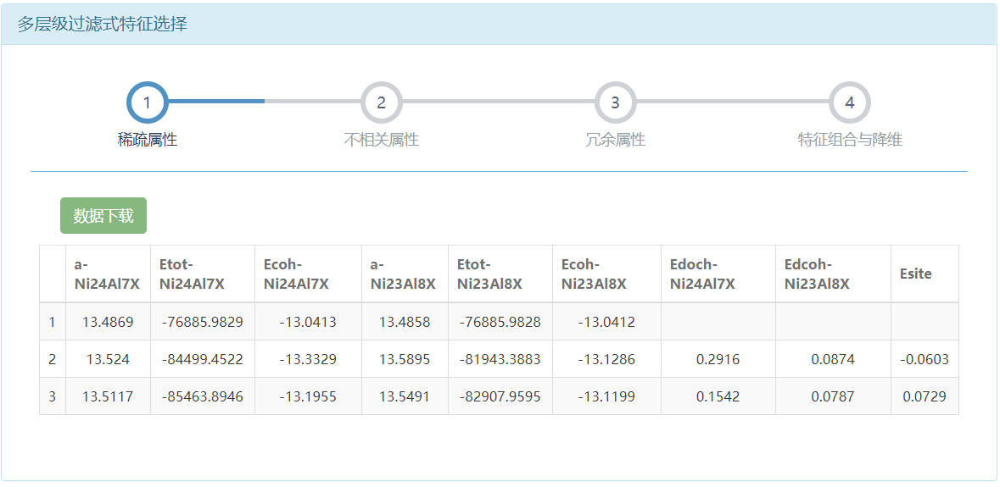 多层级过滤式特征选择
1 2 3 4
稀疏属性 不相关属性 冗余属性 特征组合与降维
数据下载
a- Etot- Ecoh- a- Etot- Ecoh- Edoch- Edcoh- Esite
Ni24Al7X Ni24Al7X Ni24Al7X Ni23Al8X Ni23Al8X Ni23Al8X Ni24Al7X Ni23Al8X
1 13.4869 -76885.9829 -13.0413 13.4858 -76885.9828 -13.0412
2 13.524 -84499.4522 -13.3329 13.5895 -81943.3883 -13.1286 0.2916 0.0874 -0.0603
3 13.5117 -85463.8946 -13.1955 13.5491 -82907.9595 -13.1199 0.1542 0.0787 0.0729